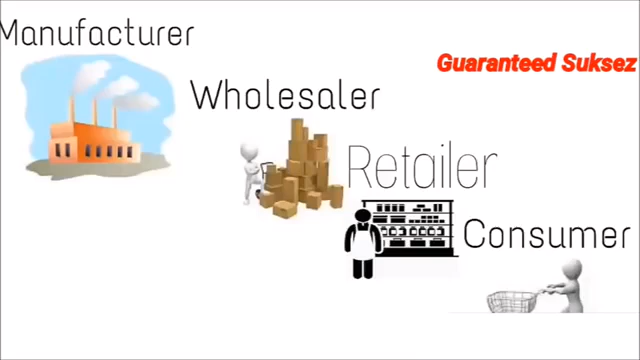 Manufacturer
Guaranteed Suksez
Wholesaler
Retailer
Consumer